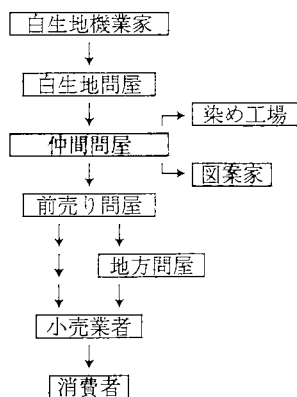 白生地機業家
白生地問屋
染め工場
仲間問屋
図案家
前売り問屋
地方問屋
小売業者
消費者